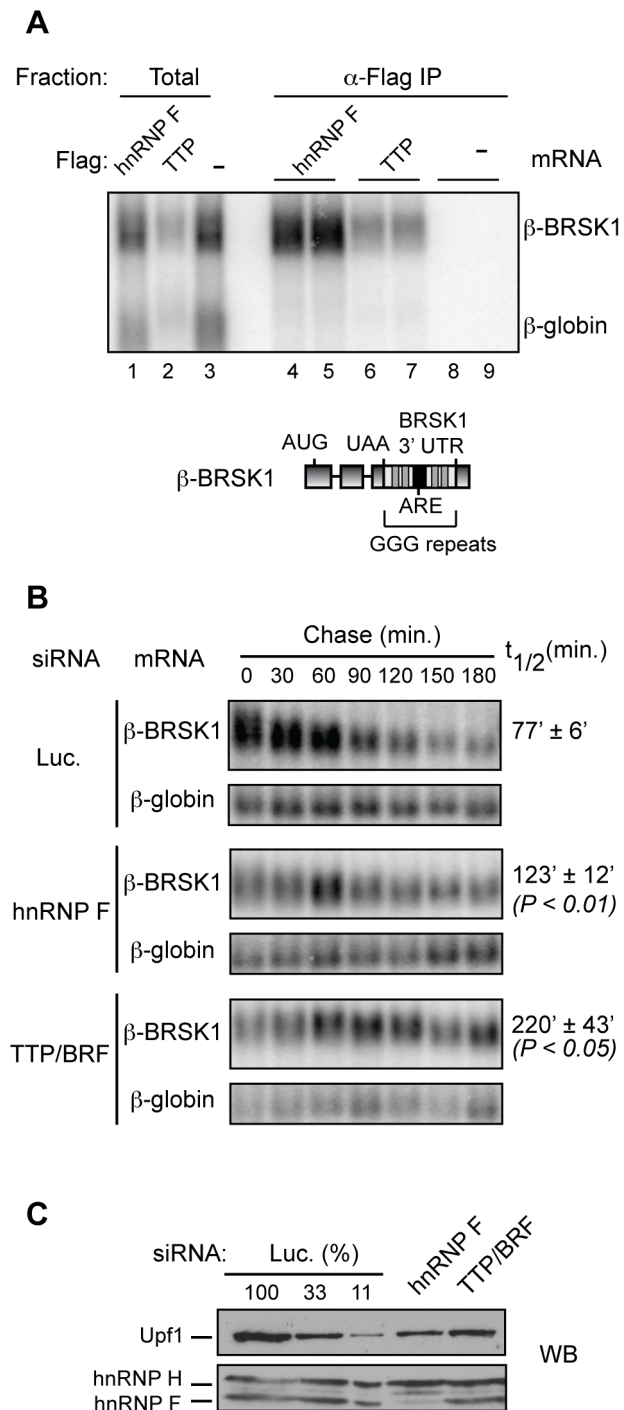 A
Fraction: Total α-Flag IP
Flag: hnRNP F TTP – hnRNP F TTP – mRNA
β-BRSK1
β-globin
1 2 3 4 5 6 7 8 9
BRSK1
AUG UAA 3' UTR
β-BRSK1
ARE
GGG repeats
B
Chase (min.)
siRNA mRNA t1/2(min.)
0 30 60 90 120 150 180
Luc.
β-BRSK1 77' ± 6'
β-globin
hnRNP F
β-BRSK1 123' ± 12'
(P < 0.01)
β-globin
TTP/BRF
β-BRSK1 220' ± 43'
(P < 0.05)
β-globin
C
siRNA: Luc. (%) hnRNP F TTP/BRF
100 33 11
Upf1
WB
hnRNP H
hnRNP F